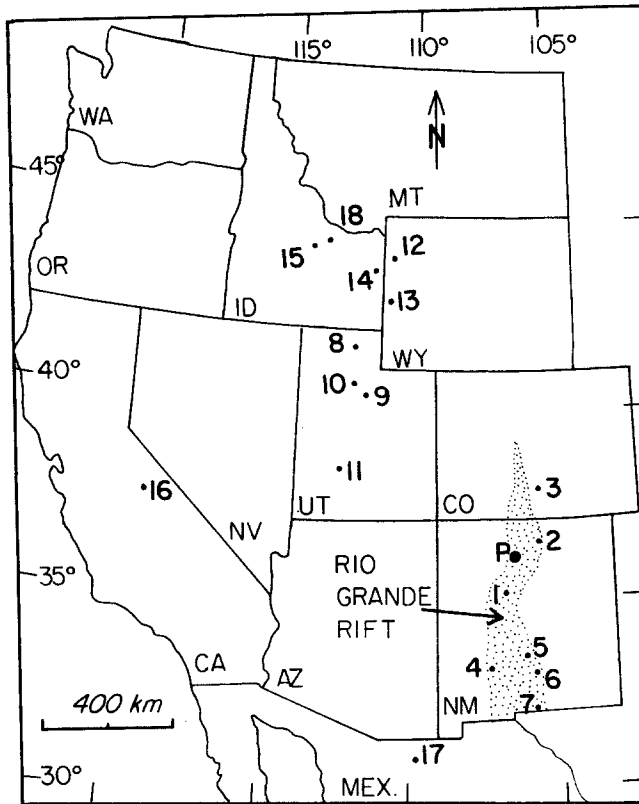 115° 110° 105°
N
WA
45°
MT
18
15 12
14
OR
13
ID
8 WY
40°
10
9
11
3
16
UT CO
NV
2
P
35°
RIO
1
GRANDE
RIFT
5
4
6
CA AZ
7
400 km NM
17
30°
MEX.